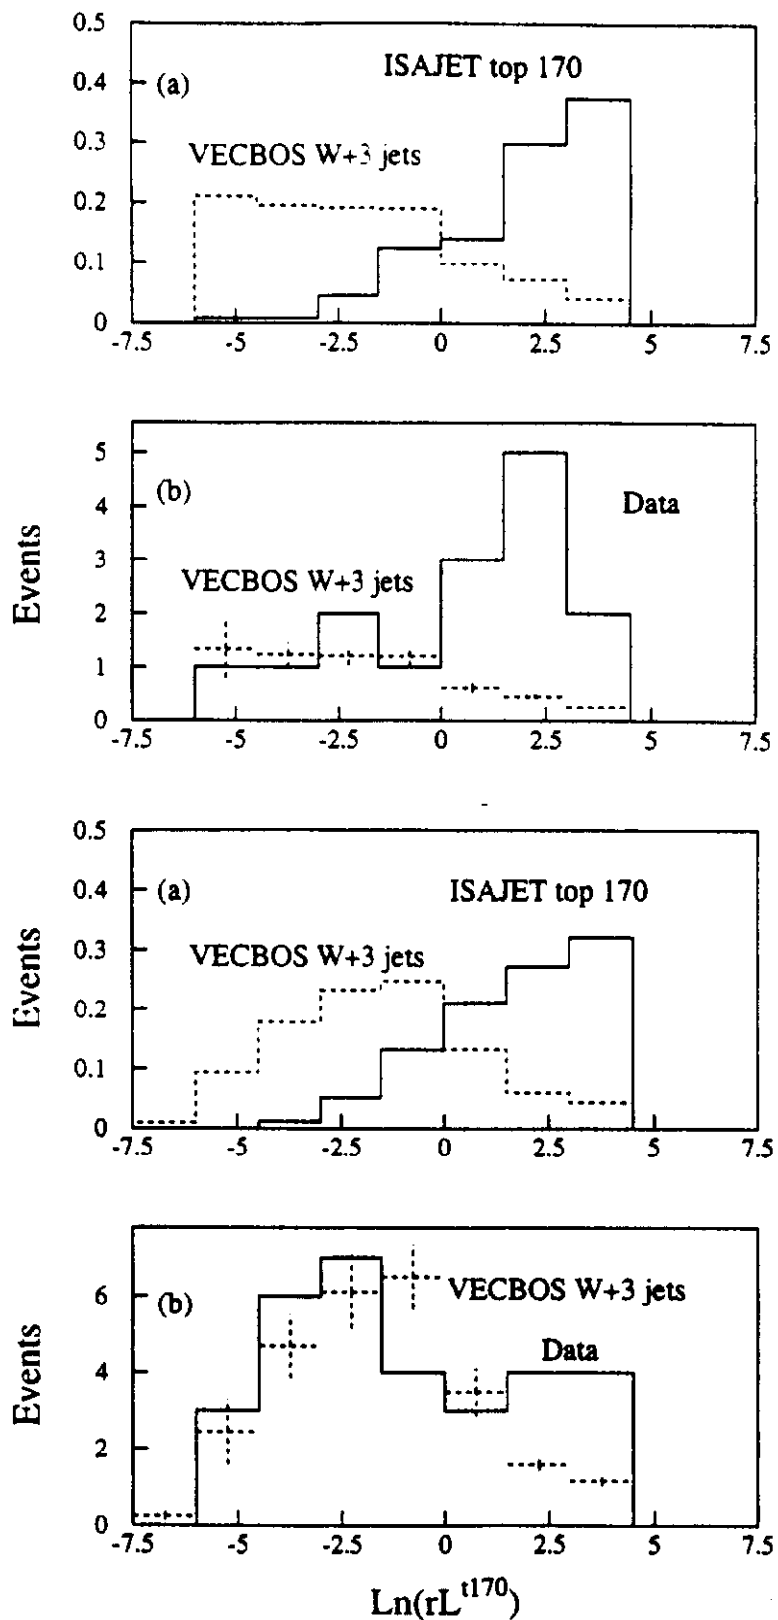 0.5
(a)
ISAJET top 170
0.4
0.3
VECBOS W+3 jets
0.2
0.1
0
-7.5 -5 -2.5 0 2.5 5 7.5
5
(b)
Data
4
Events
3
VECBOS W+3 jets
2
1
0
-7.5 -5 -2.5 0 2.5 5 7.5
0.5
(a)
ISAJET top 170
0.4
0.3
VECBOS W+3 jets
Events
0.2
0.1
0
-7.5 -5 -2.5 0 2.5 5 7.5
6
(b)
VECBOS W+3 jets
Data
Events
4
2
0
-7.5 -5 -2.5 0 2.5 5 7.5
Ln(rL^t170)